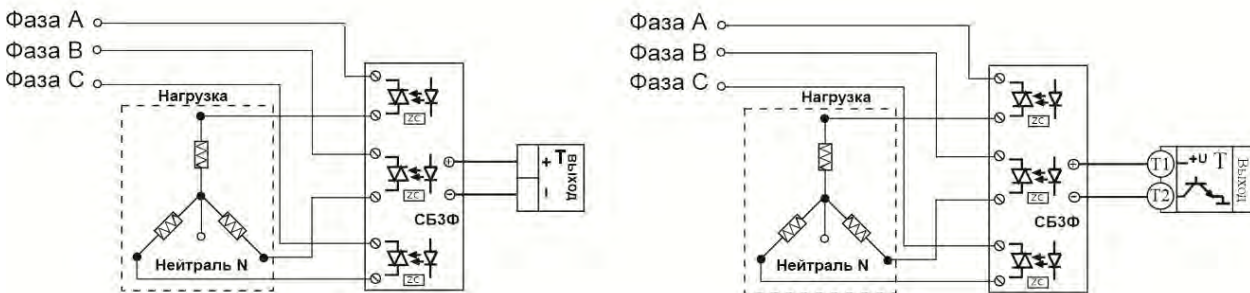 Фаза A
Фаза B
Фаза C
Нагрузка
ZC
ZC
+ T
-
ВЫХОД
СБ3Ф
Нейтраль N
ZC
Фаза A
Фаза B
Фаза C
Нагрузка
ZC
ZC
T1
+U
T
T2
Выход
СБ3Ф
Нейтраль N
ZC